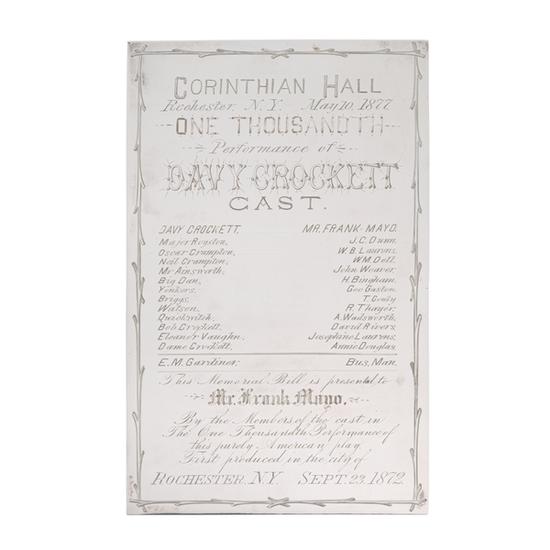 CORINTHIAN HALL
Rochester, N.Y. May 10, 1877.
ONE THOUSANDTH
Performance of
DAVY CROCKETT
CAST.
DAVY CROCKETT, MR. FRANK MAYO.
Major Royston, J.C. Dunn,
Oscar Crampton, W.B. Laurens,
Neil Crampton, WM. Dell,
Mr Ainsworth, John Weaver,
Big Dan, H. Bingham,
Yonkers, Geo Gaston,
Briggs, T. Grady
Watson, R. Thayer,
Quickwitch, A. Wadsworth,
Bob Crockett, David Rivers,
Eleanor Vaughn, Josephine Laurens,
Dame Crockett, Annie Douglas,
E.M. Gardiner, Bus, Man.
This Memorial Bill is presented to
Mr. Frank Mayo.
By the Members of the cast in
The One Thousandth Performance of
this purely American play,
First produced in the city of
ROCHESTER, N.Y. SEPT. 23, 1872.